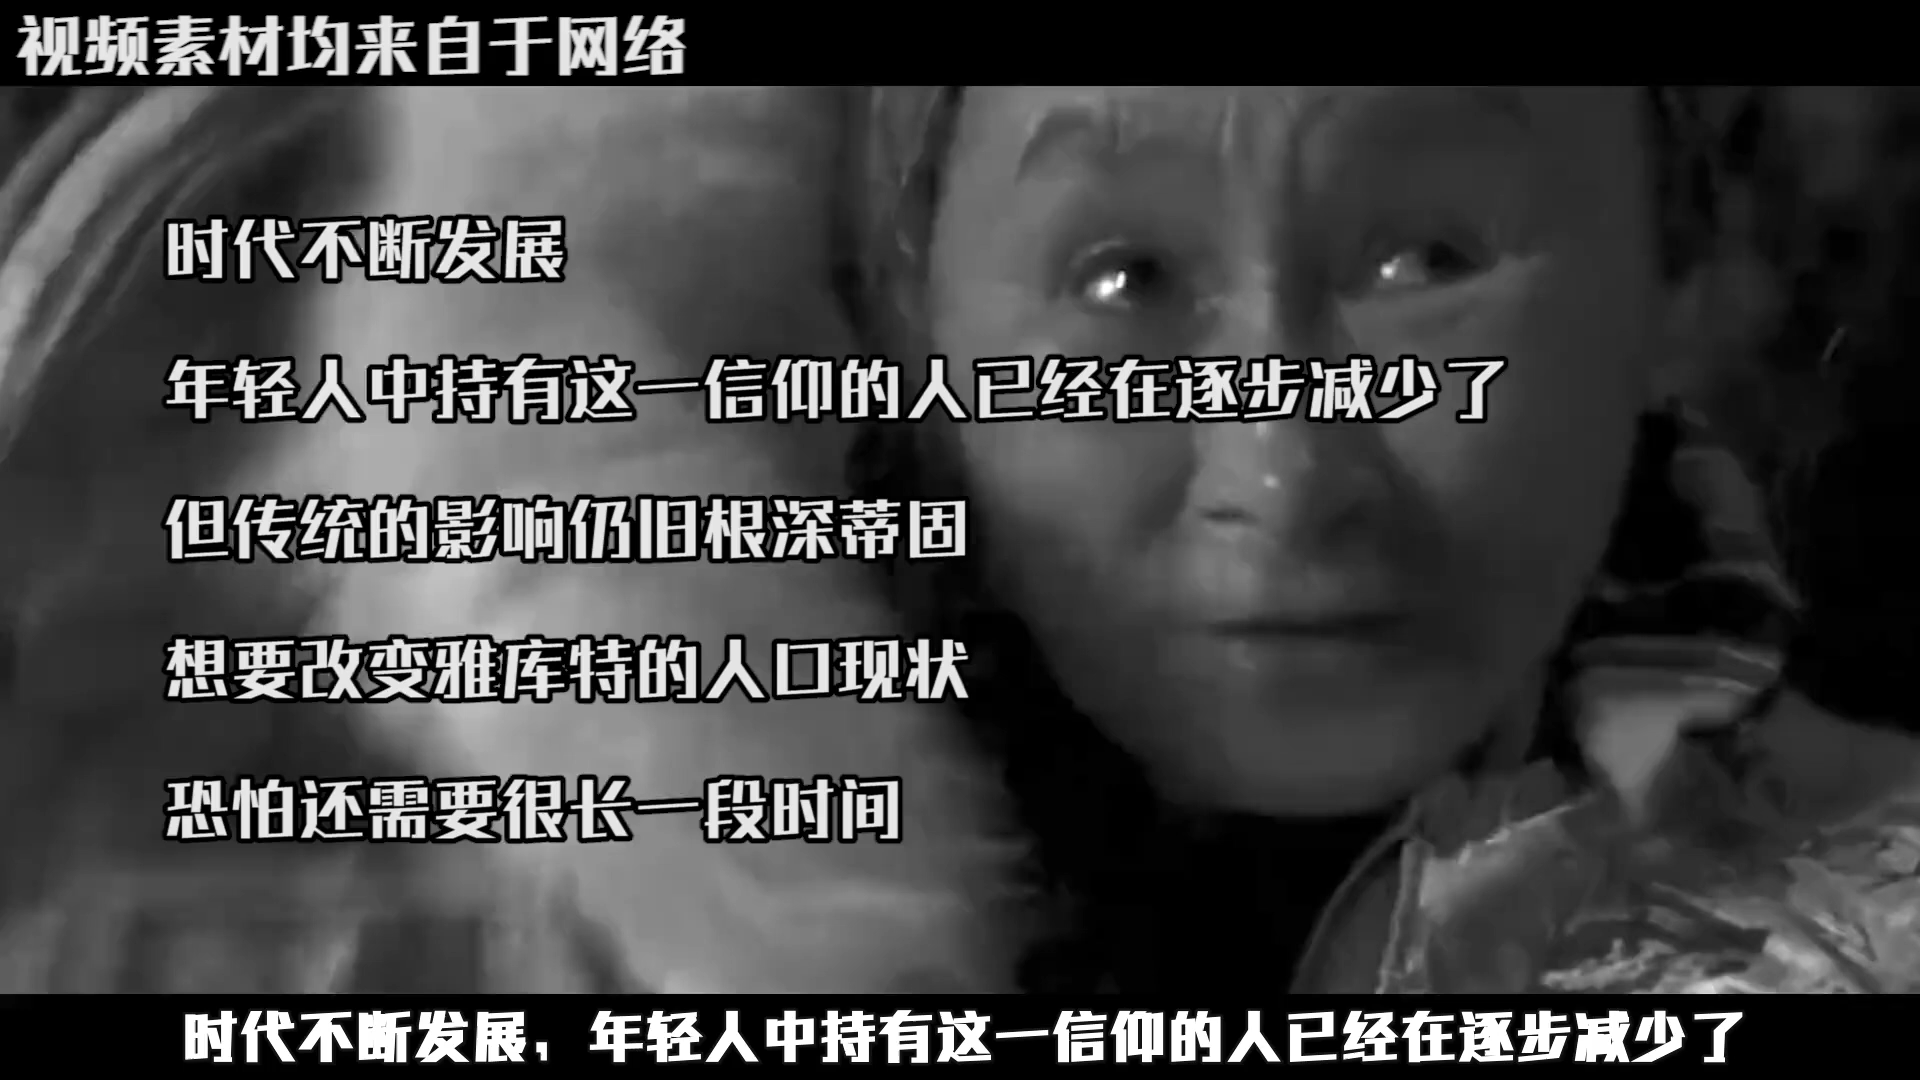 视频素材均来自于网络
时代不断发展
年轻人中持有这一信仰的人已经在逐步减少了
但传统的影响仍旧根深蒂固
想要改变雅库特的人口现状
恐怕还需要很长一段时间
时代不断发展，年轻人中持有这一信仰的人已经在逐步减少了